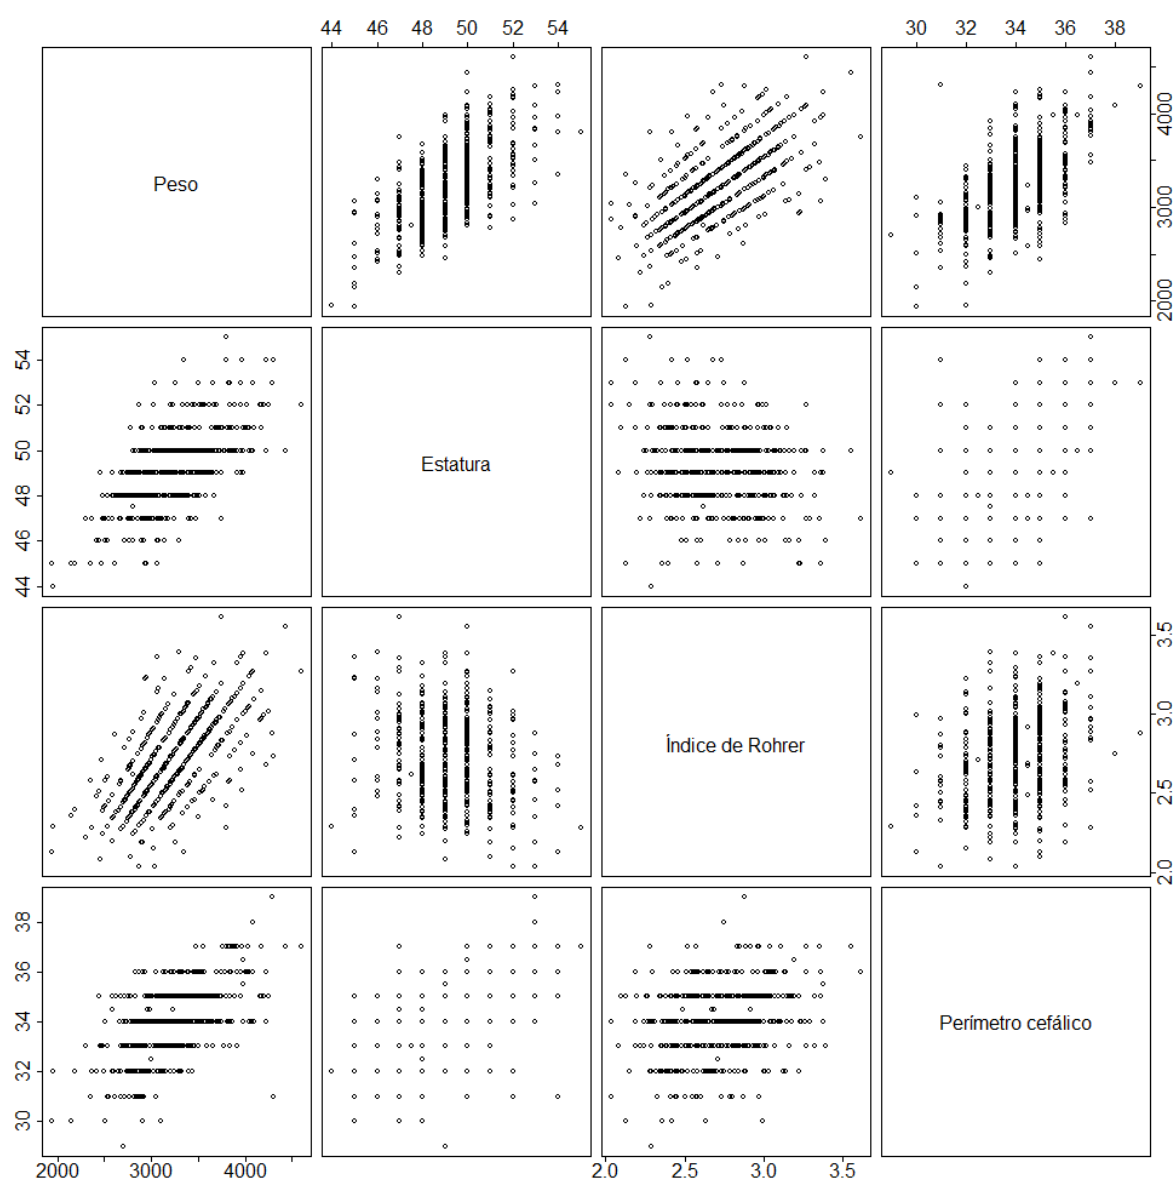 44 46 48 50 52 54
30 32 34 36 38
Peso
2000 3000 4000
44 46 48 50 52 54
Estatura
Índice de Rohrer
2.0 2.5 3.0 3.5
30 32 34 36 38
Perímetro cefálico
2000 3000 4000
2.0 2.5 3.0 3.5